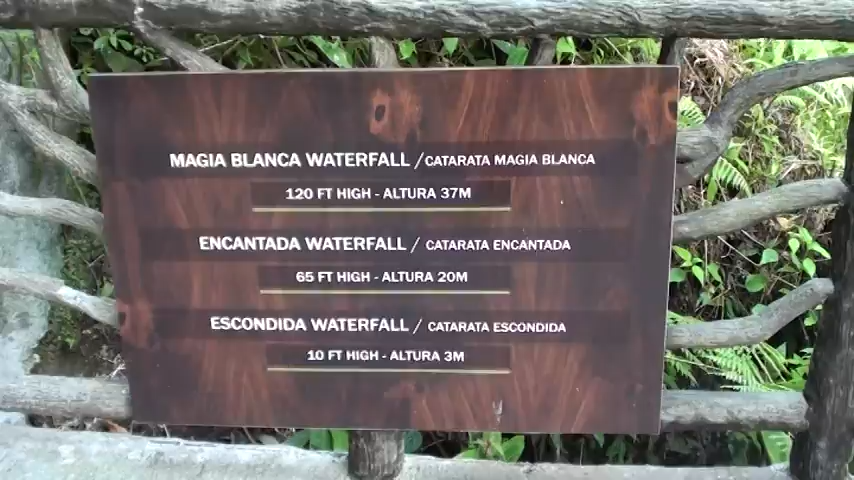 MAGIA BLANCA WATERFALL / CATARATA MAGIA BLANCA
120 FT HIGH - ALTURA 37M
ENCANTADA WATERFALL / CATARATA ENCANTADA
65 FT HIGH - ALTURA 20M
ESCONDIDA WATERFALL / CATARATA ESCONDIDA
10 FT HIGH - ALTURA 3M